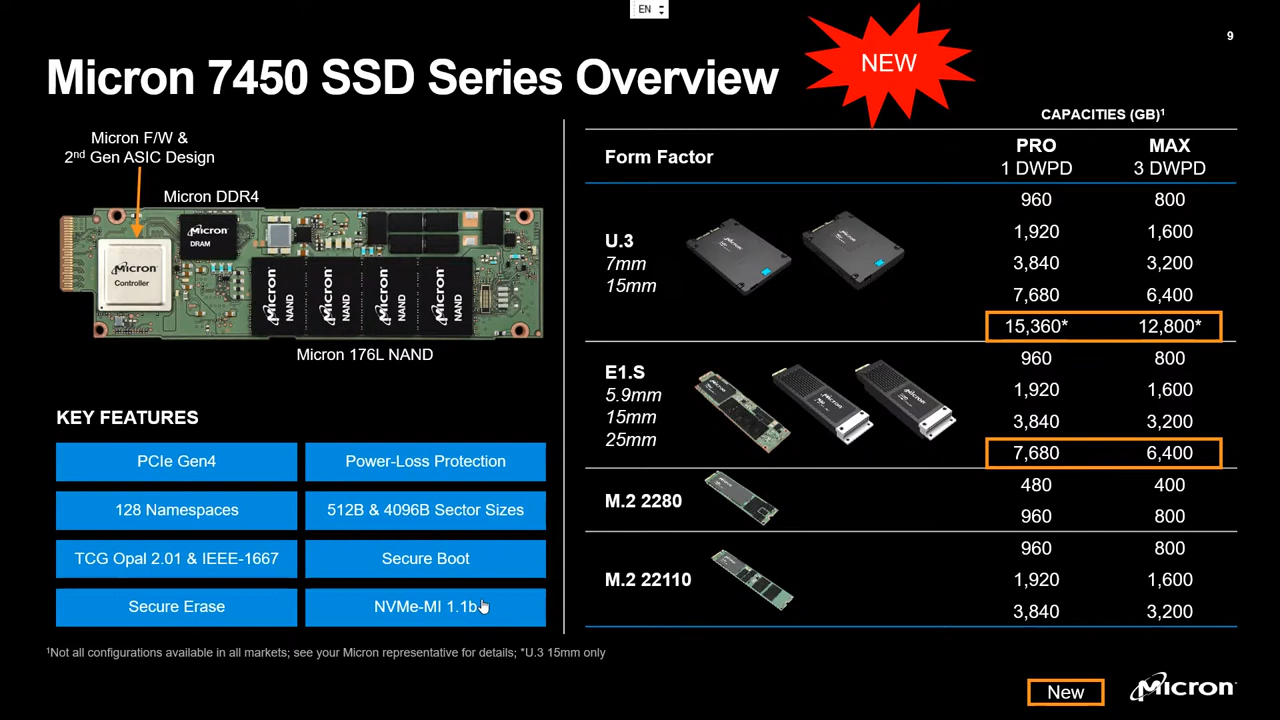 EN
9
Micron 7450 SSD Series Overview
NEW
Micron F/W &
2nd Gen ASIC Design
Micron DDR4
Micron
DRAM
Micron
Controller
Micron NAND
Micron NAND
Micron NAND
Micron NAND
Micron 176L NAND
KEY FEATURES
PCIe Gen4
Power-Loss Protection
128 Namespaces
512B & 4096B Sector Sizes
TCG Opal 2.01 & IEEE-1667
Secure Boot
Secure Erase
NVMe-MI 1.1b
CAPACITIES (GB)1
Form Factor
PRO
1 DWPD
MAX
3 DWPD
U.3
7mm
15mm
960 800
1,920 1,600
3,840 3,200
7,680 6,400
15,360* 12,800*
E1.S
5.9mm
15mm
25mm
960 800
1,920 1,600
3,840 3,200
7,680 6,400
M.2 2280
480 400
960 800
M.2 22110
960 800
1,920 1,600
3,840 3,200
1Not all configurations available in all markets; see your Micron representative for details; *U.3 15mm only
New
Micron